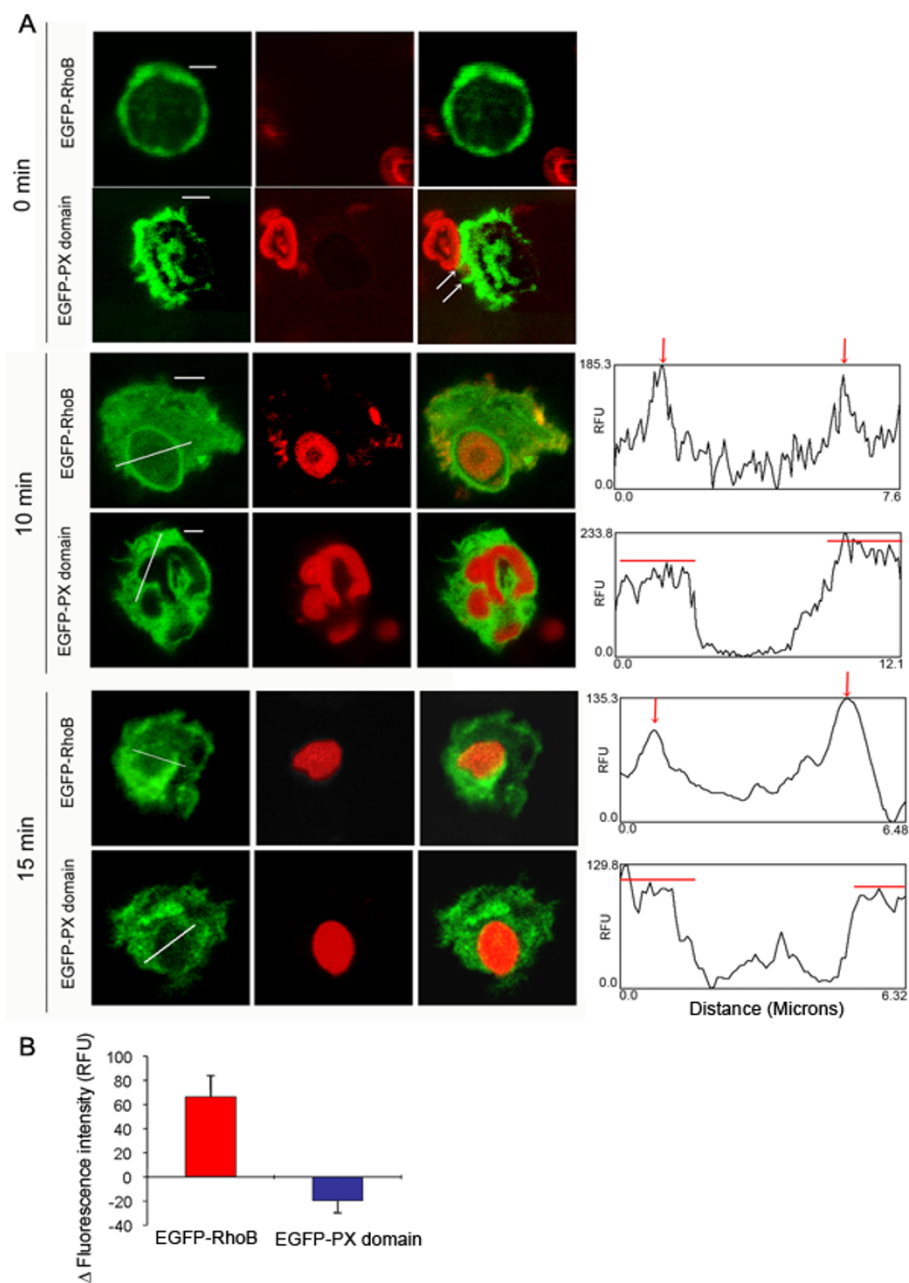 A
0 min
EGFP-RhoB
EGFP-PX domain
10 min
EGFP-RhoB
185.3
RFU
0.0
0.0
7.6
EGFP-PX domain
233.8
RFU
0.0
0.0
12.1
15 min
EGFP-RhoB
135.3
RFU
0.0
0.0
6.48
EGFP-PX domain
129.8
RFU
0.0
0.0
6.32
Distance (Microns)
B
Δ Fluorescence intensity (RFU)
100
80
60
40
20
0
-20
-40
EGFP-RhoB
EGFP-PX domain